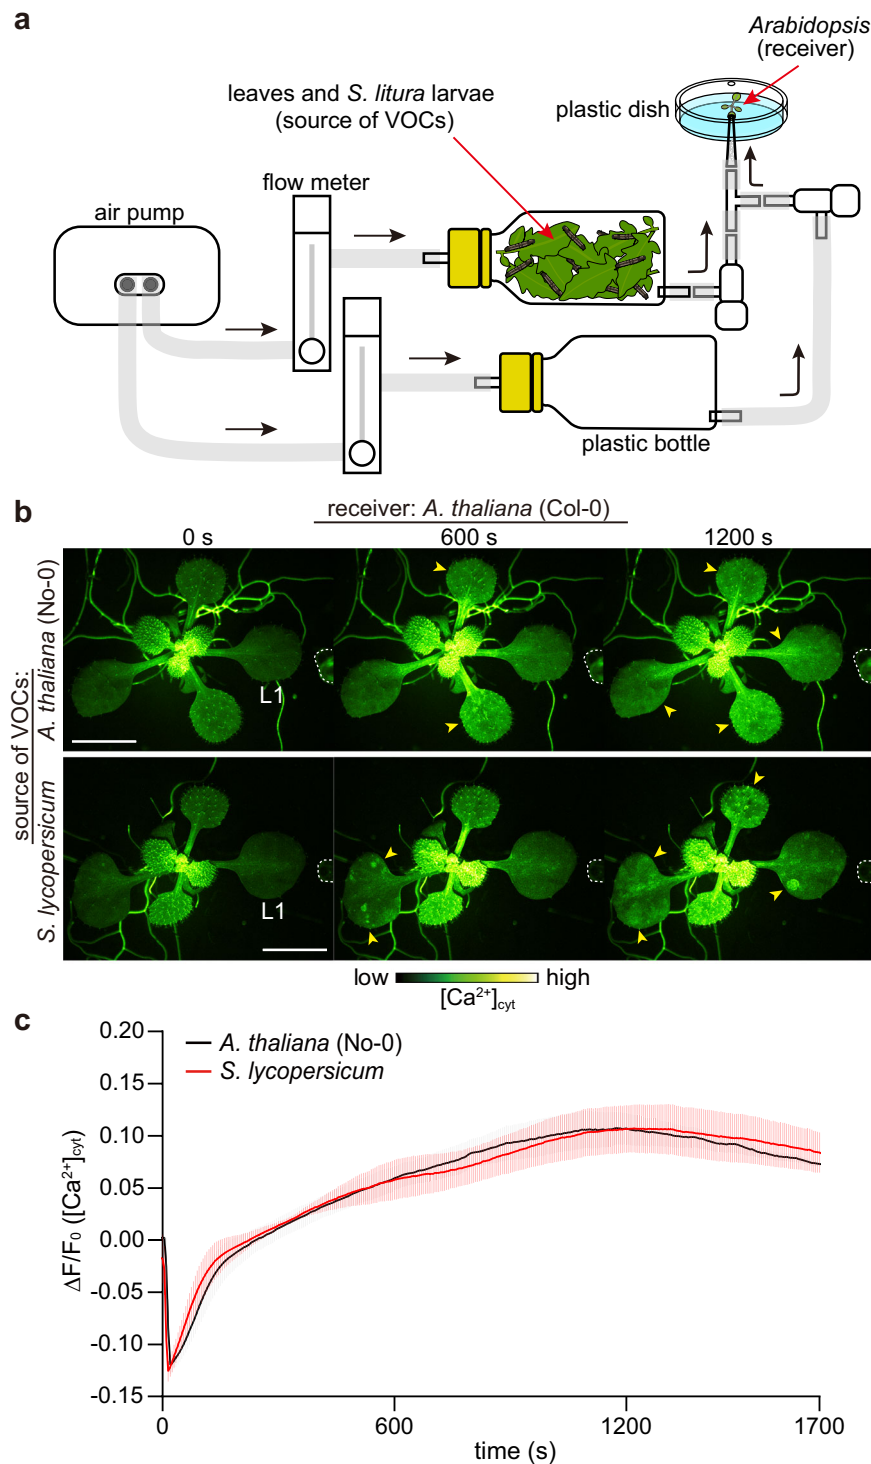 a
Arabidopsis
(receiver)
leaves and S. litura larvae
(source of VOCs)
plastic dish
flow meter
air pump
plastic bottle
b
receiver: A. thaliana (Col-0)
0 s
600 s
1200 s
source of VOCs:
A. thaliana (No-0)
S. lycopersicum
L1
L1
low
high
[Ca²⁺]cyt
c
A. thaliana (No-0)
S. lycopersicum
ΔF/F₀ ([Ca²⁺]cyt)
0.20
0.15
0.10
0.05
0.00
-0.05
-0.10
-0.15
0
600
1200
1700
time (s)